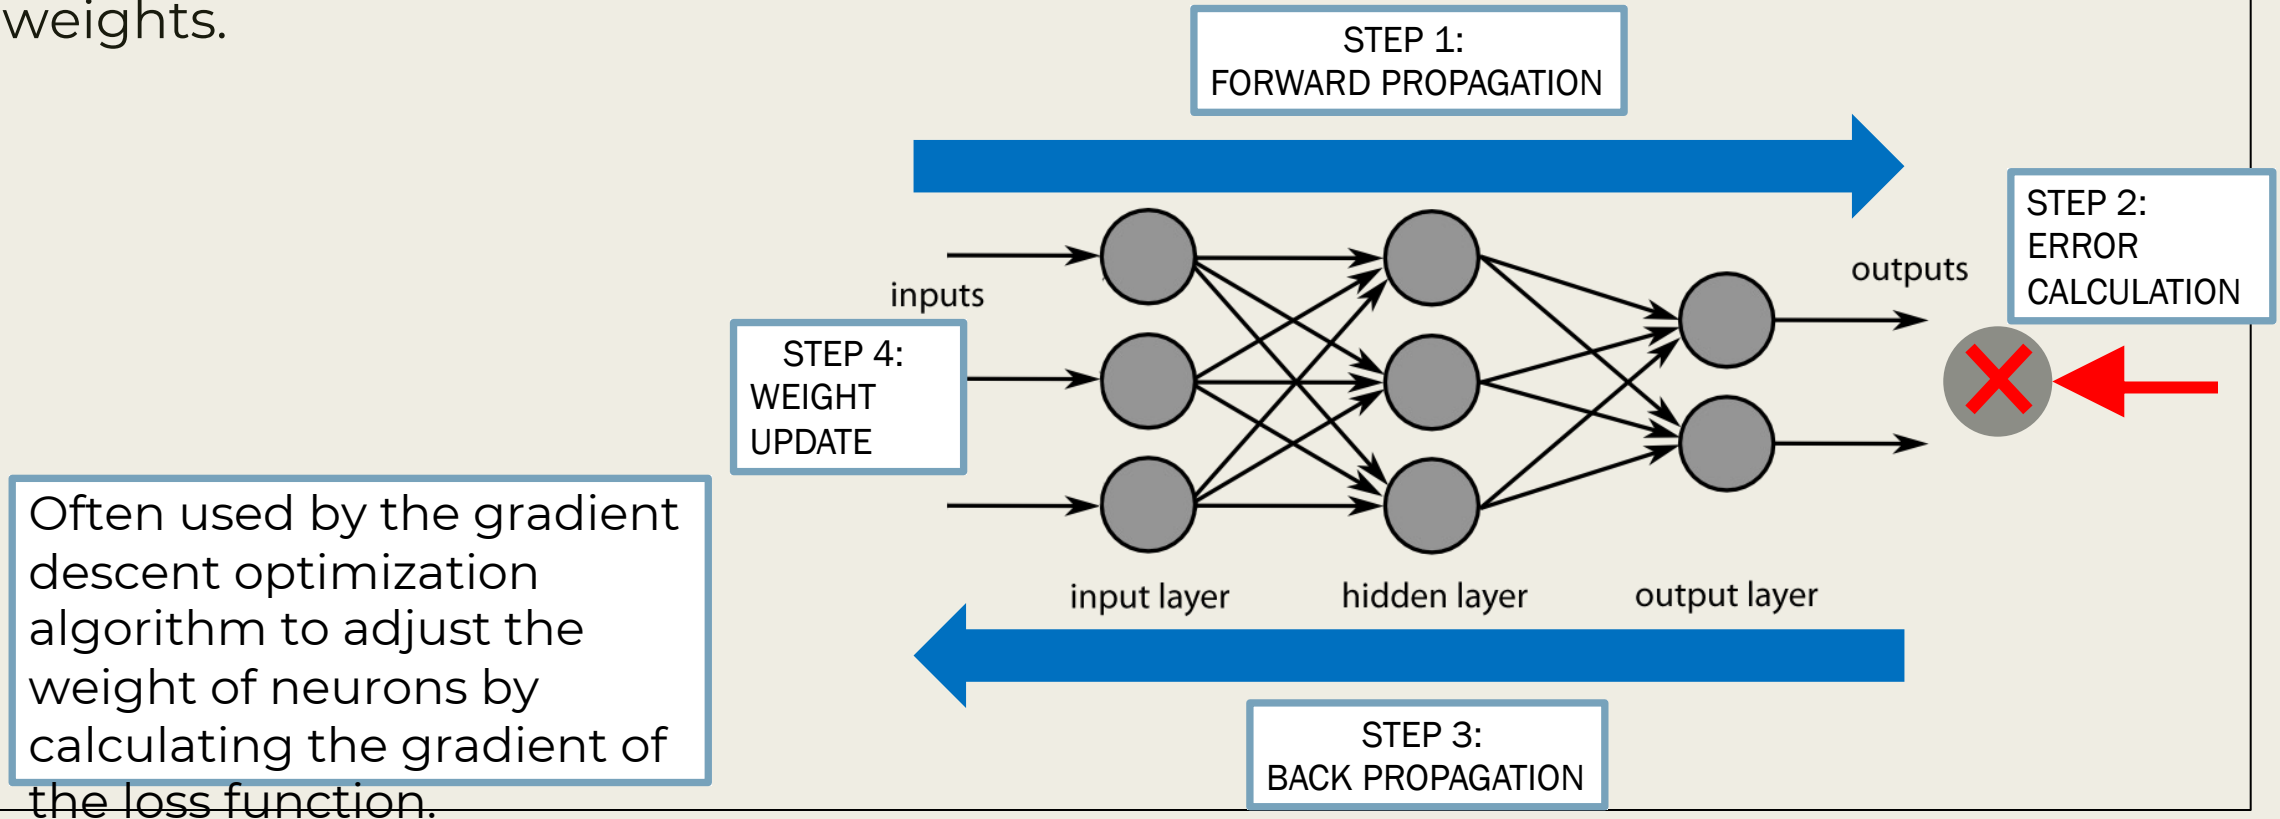 weights.
STEP 1:
FORWARD PROPAGATION
STEP 2:
ERROR
CALCULATION
outputs
inputs
STEP 4:
WEIGHT
UPDATE
Often used by the gradient
descent optimization
algorithm to adjust the
weight of neurons by
calculating the gradient of
the loss function.
input layer
hidden layer
output layer
STEP 3:
BACK PROPAGATION